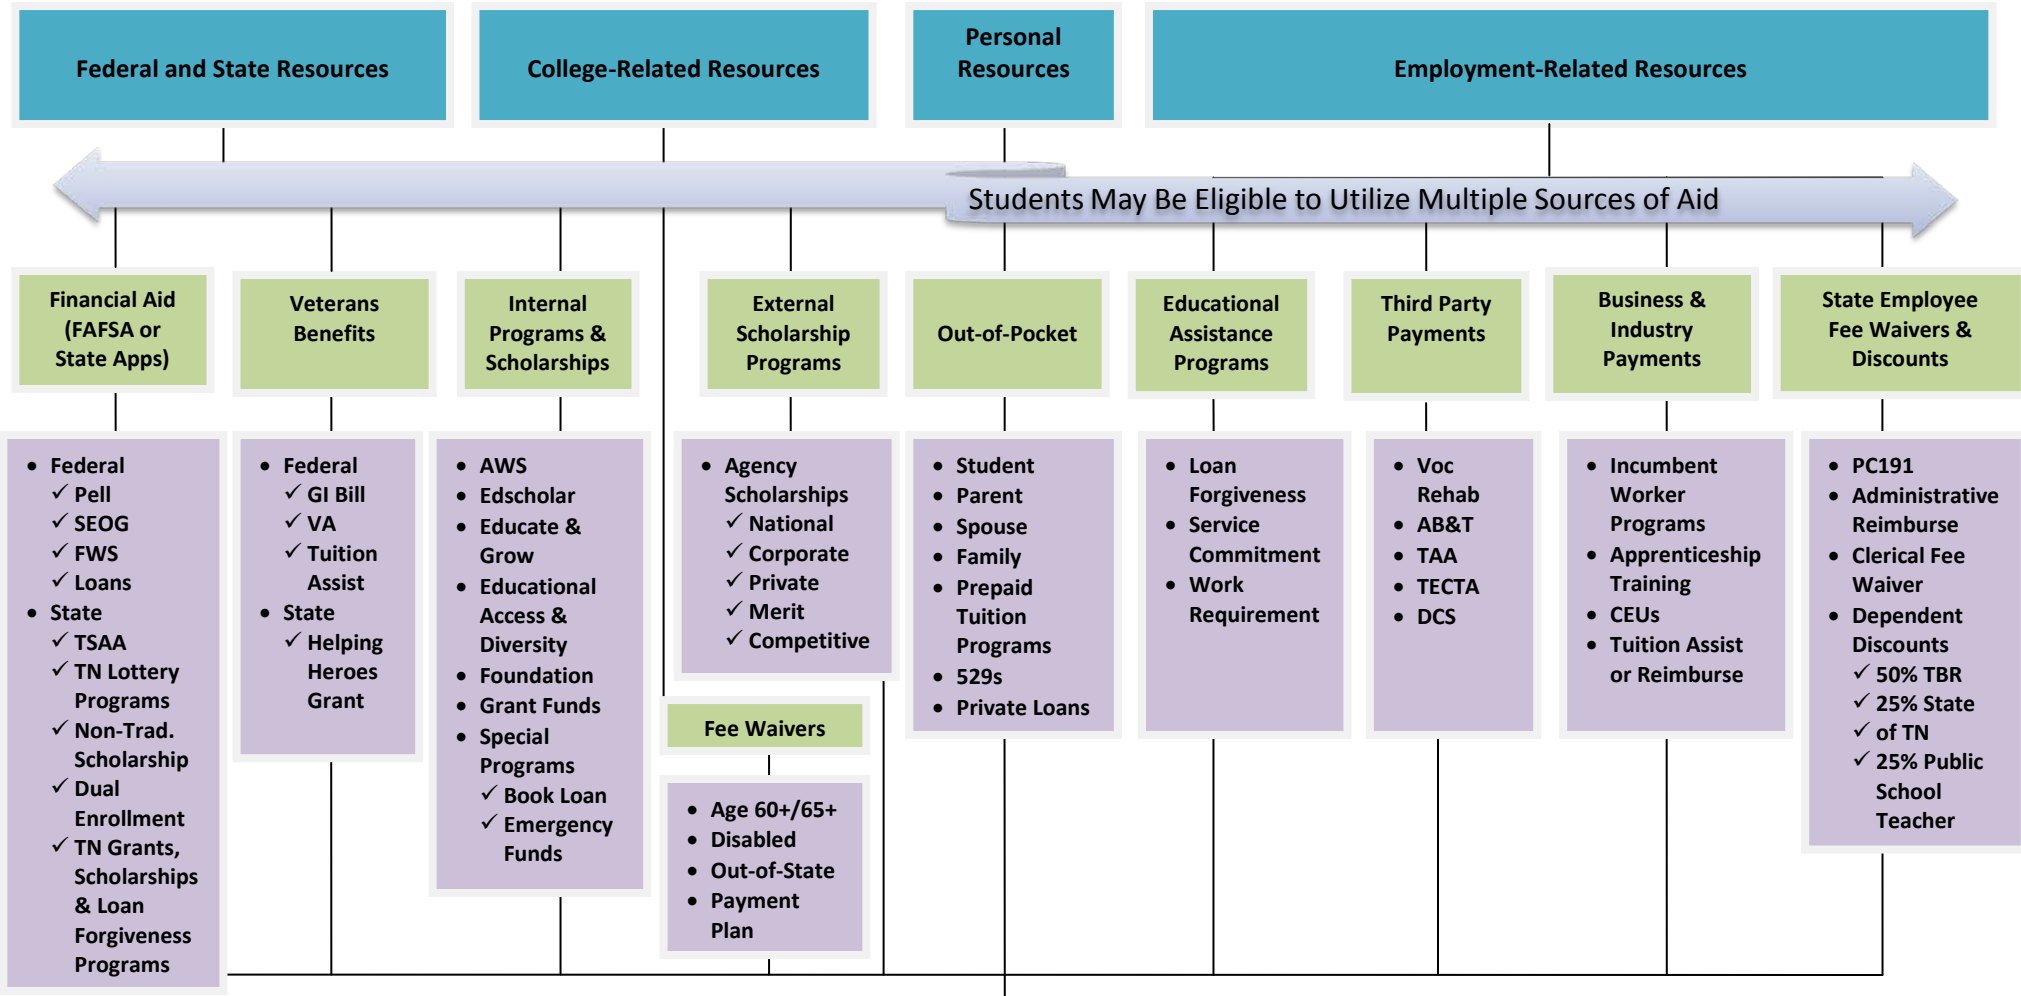 Federal and State Resources
College-Related Resources
Personal
Resources
Employment-Related Resources
Students May Be Eligible to Utilize Multiple Sources of Aid
Financial Aid
(FAFSA or
State Apps)
Veterans
Benefits
Internal
Programs &
Scholarships
External
Scholarship
Programs
Out-of-Pocket
Educational
Assistance
Programs
Third Party
Payments
Business &
Industry
Payments
State Employee
Fee Waivers &
Discounts
• Federal
✓ Pell
✓ SEOG
✓ FWS
✓ Loans
• State
✓ TSAA
✓ TN Lottery
Programs
✓ Non-Trad.
Scholarship
✓ Dual
Enrollment
✓ TN Grants,
Scholarships
& Loan
Forgiveness
Programs
• Federal
✓ GI Bill
✓ VA
✓ Tuition
Assist
• State
✓ Helping
Heroes
Grant
• AWS
• Edscholar
• Educate &
Grow
• Educational
Access &
Diversity
• Foundation
• Grant Funds
• Special
Programs
✓ Book Loan
✓ Emergency
Funds
• Agency
Scholarships
✓ National
✓ Corporate
✓ Private
✓ Merit
✓ Competitive
Fee Waivers
• Age 60+/65+
• Disabled
• Out-of-State
• Payment
Plan
• Student
• Parent
• Spouse
• Family
• Prepaid
Tuition
Programs
• 529s
• Private Loans
• Loan
Forgiveness
• Service
Commitment
• Work
Requirement
• Voc
Rehab
• AB&T
• TAA
• TECTA
• DCS
• Incumbent
Worker
Programs
• Apprenticeship
Training
• CEUs
• Tuition Assist
or Reimburse
• PC191
• Administrative
Reimburse
• Clerical Fee
Waiver
• Dependent
Discounts
✓ 50% TBR
✓ 25% State
✓ of TN
✓ 25% Public
School
Teacher